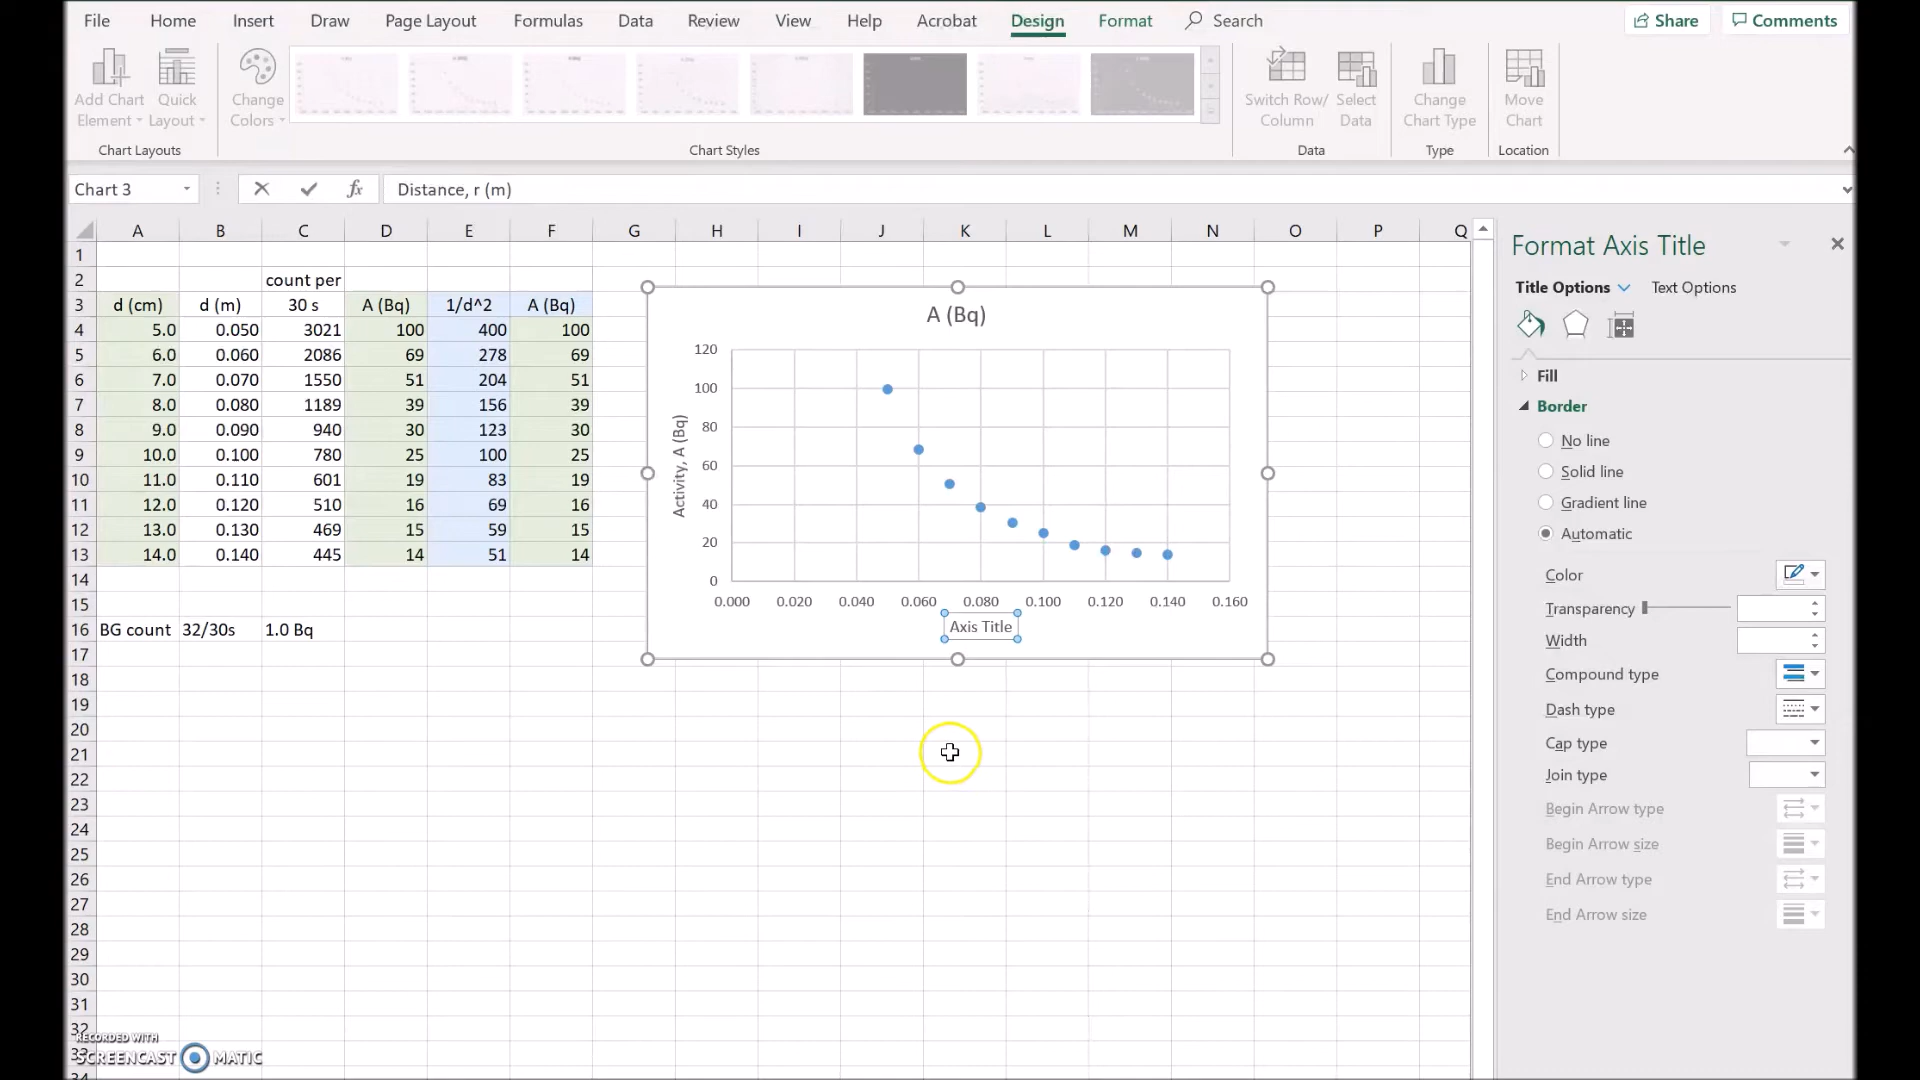 File Home Insert Draw Page Layout Formulas Data Review View Help Acrobat Design Format Search Share Comments
Add Chart Element Quick Layout Change Colors Switch Row/ Column Select Data Change Chart Type Move Chart
Chart Layouts Chart Styles Data Type Location
Chart 3 fx Distance, r (m)
A B C D E F G H I J K L M N O P Q
1
2 count per
3 d (cm) d (m) 30 s A (Bq) 1/d^2 A (Bq)
4 5.0 0.050 3021 100 400 100
5 6.0 0.060 2086 69 278 69
6 7.0 0.070 1550 51 204 51
7 8.0 0.080 1189 39 156 39
8 9.0 0.090 940 30 123 30
9 10.0 0.100 780 25 100 25
10 11.0 0.110 601 19 83 19
11 12.0 0.120 510 16 69 16
12 13.0 0.130 469 15 59 15
13 14.0 0.140 445 14 51 14
14
15
16 BG count 32/30s 1.0 Bq
17
18
19
20
21
22
23
24
25
26
27
28
29
30
31
32
33
34
A (Bq)
Activity, A (Bq)
120
100
80
60
40
20
0
0.000 0.020 0.040 0.060 0.080 0.100 0.120 0.140 0.160
Axis Title
Format Axis Title
Title Options Text Options
Fill
Border
No line
Solid line
Gradient line
Automatic
Color
Transparency
Width
Compound type
Dash type
Cap type
Join type
Begin Arrow type
Begin Arrow size
End Arrow type
End Arrow size
RECORDED WITH
SCREENCAST MATIC